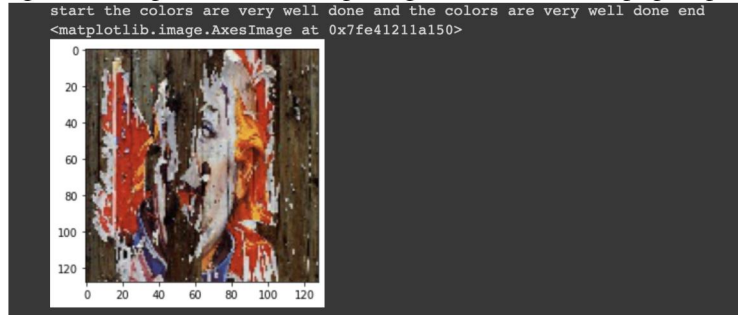 start the colors are very well done and the colors are very well done end
<matplotlib.image.AxesImage at 0x7fe41211a150>
0
20
40
60
80
100
120
0 20 40 60 80 100 120